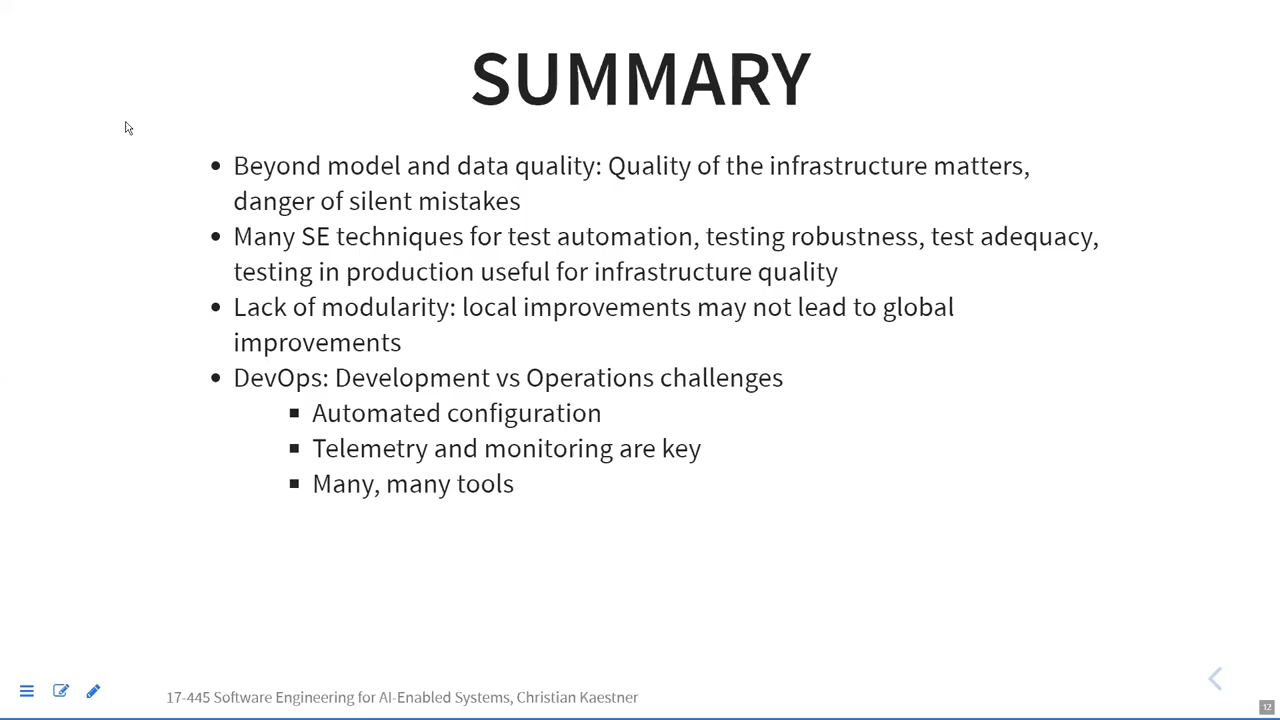 SUMMARY
• Beyond model and data quality: Quality of the infrastructure matters,
danger of silent mistakes
• Many SE techniques for test automation, testing robustness, test adequacy,
testing in production useful for infrastructure quality
• Lack of modularity: local improvements may not lead to global
improvements
• DevOps: Development vs Operations challenges
▪ Automated configuration
▪ Telemetry and monitoring are key
▪ Many, many tools
17-445 Software Engineering for AI-Enabled Systems, Christian Kaestner
12